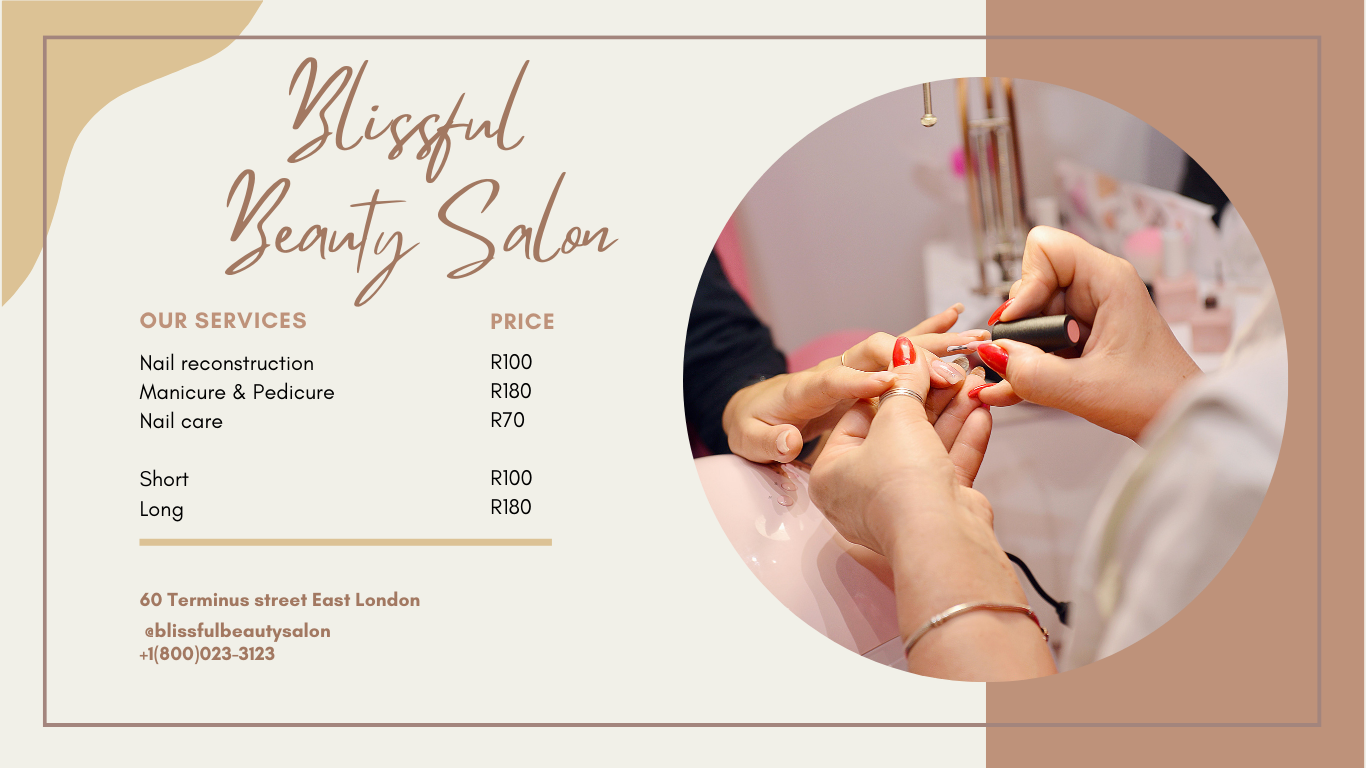 Blissful
Beauty Salon
OUR SERVICES PRICE
Nail reconstruction R100
Manicure & Pedicure R180
Nail care R70
Short R100
Long R180
60 Terminus street East London
@blissfulbeautysalon
+1(800)023-3123